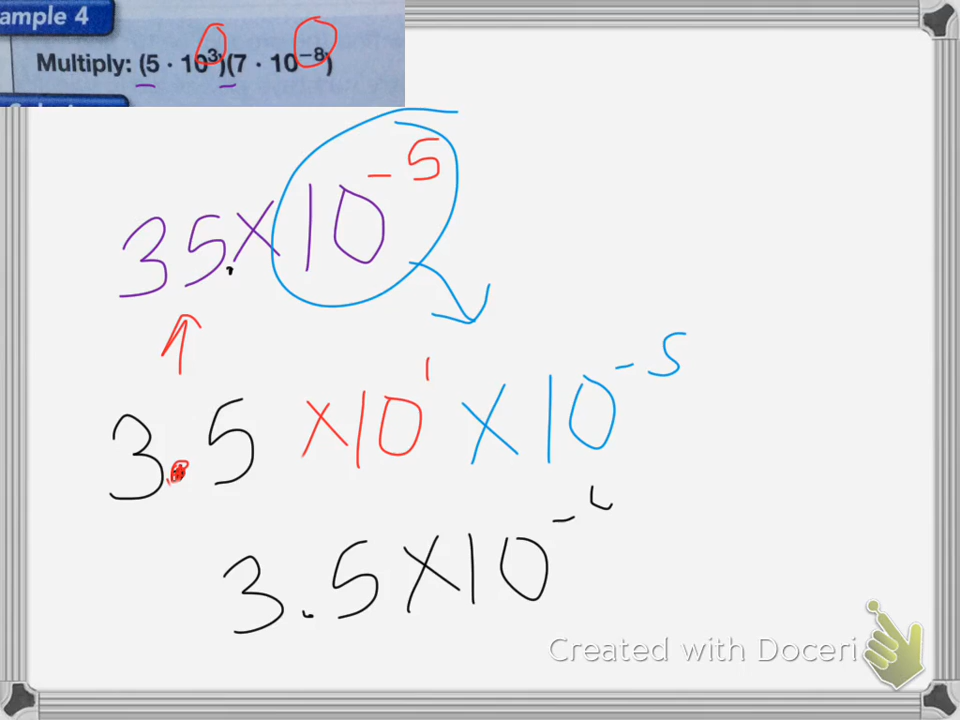 ample 4
Multiply: (5 · 10³)(7 · 10⁻⁸)
35.×10⁻⁵
3.5 ×10¹ ×10⁻⁵
3.5×10⁻
Created with Doceri